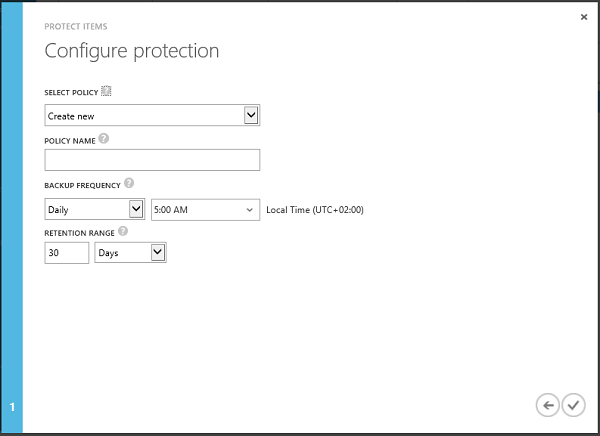 PROTECT ITEMS
Configure protection
SELECT POLICY ?
Create new
POLICY NAME ?
BACKUP FREQUENCY ?
Daily 5:00 AM Local Time (UTC+02:00)
RETENTION RANGE ?
30 Days
1